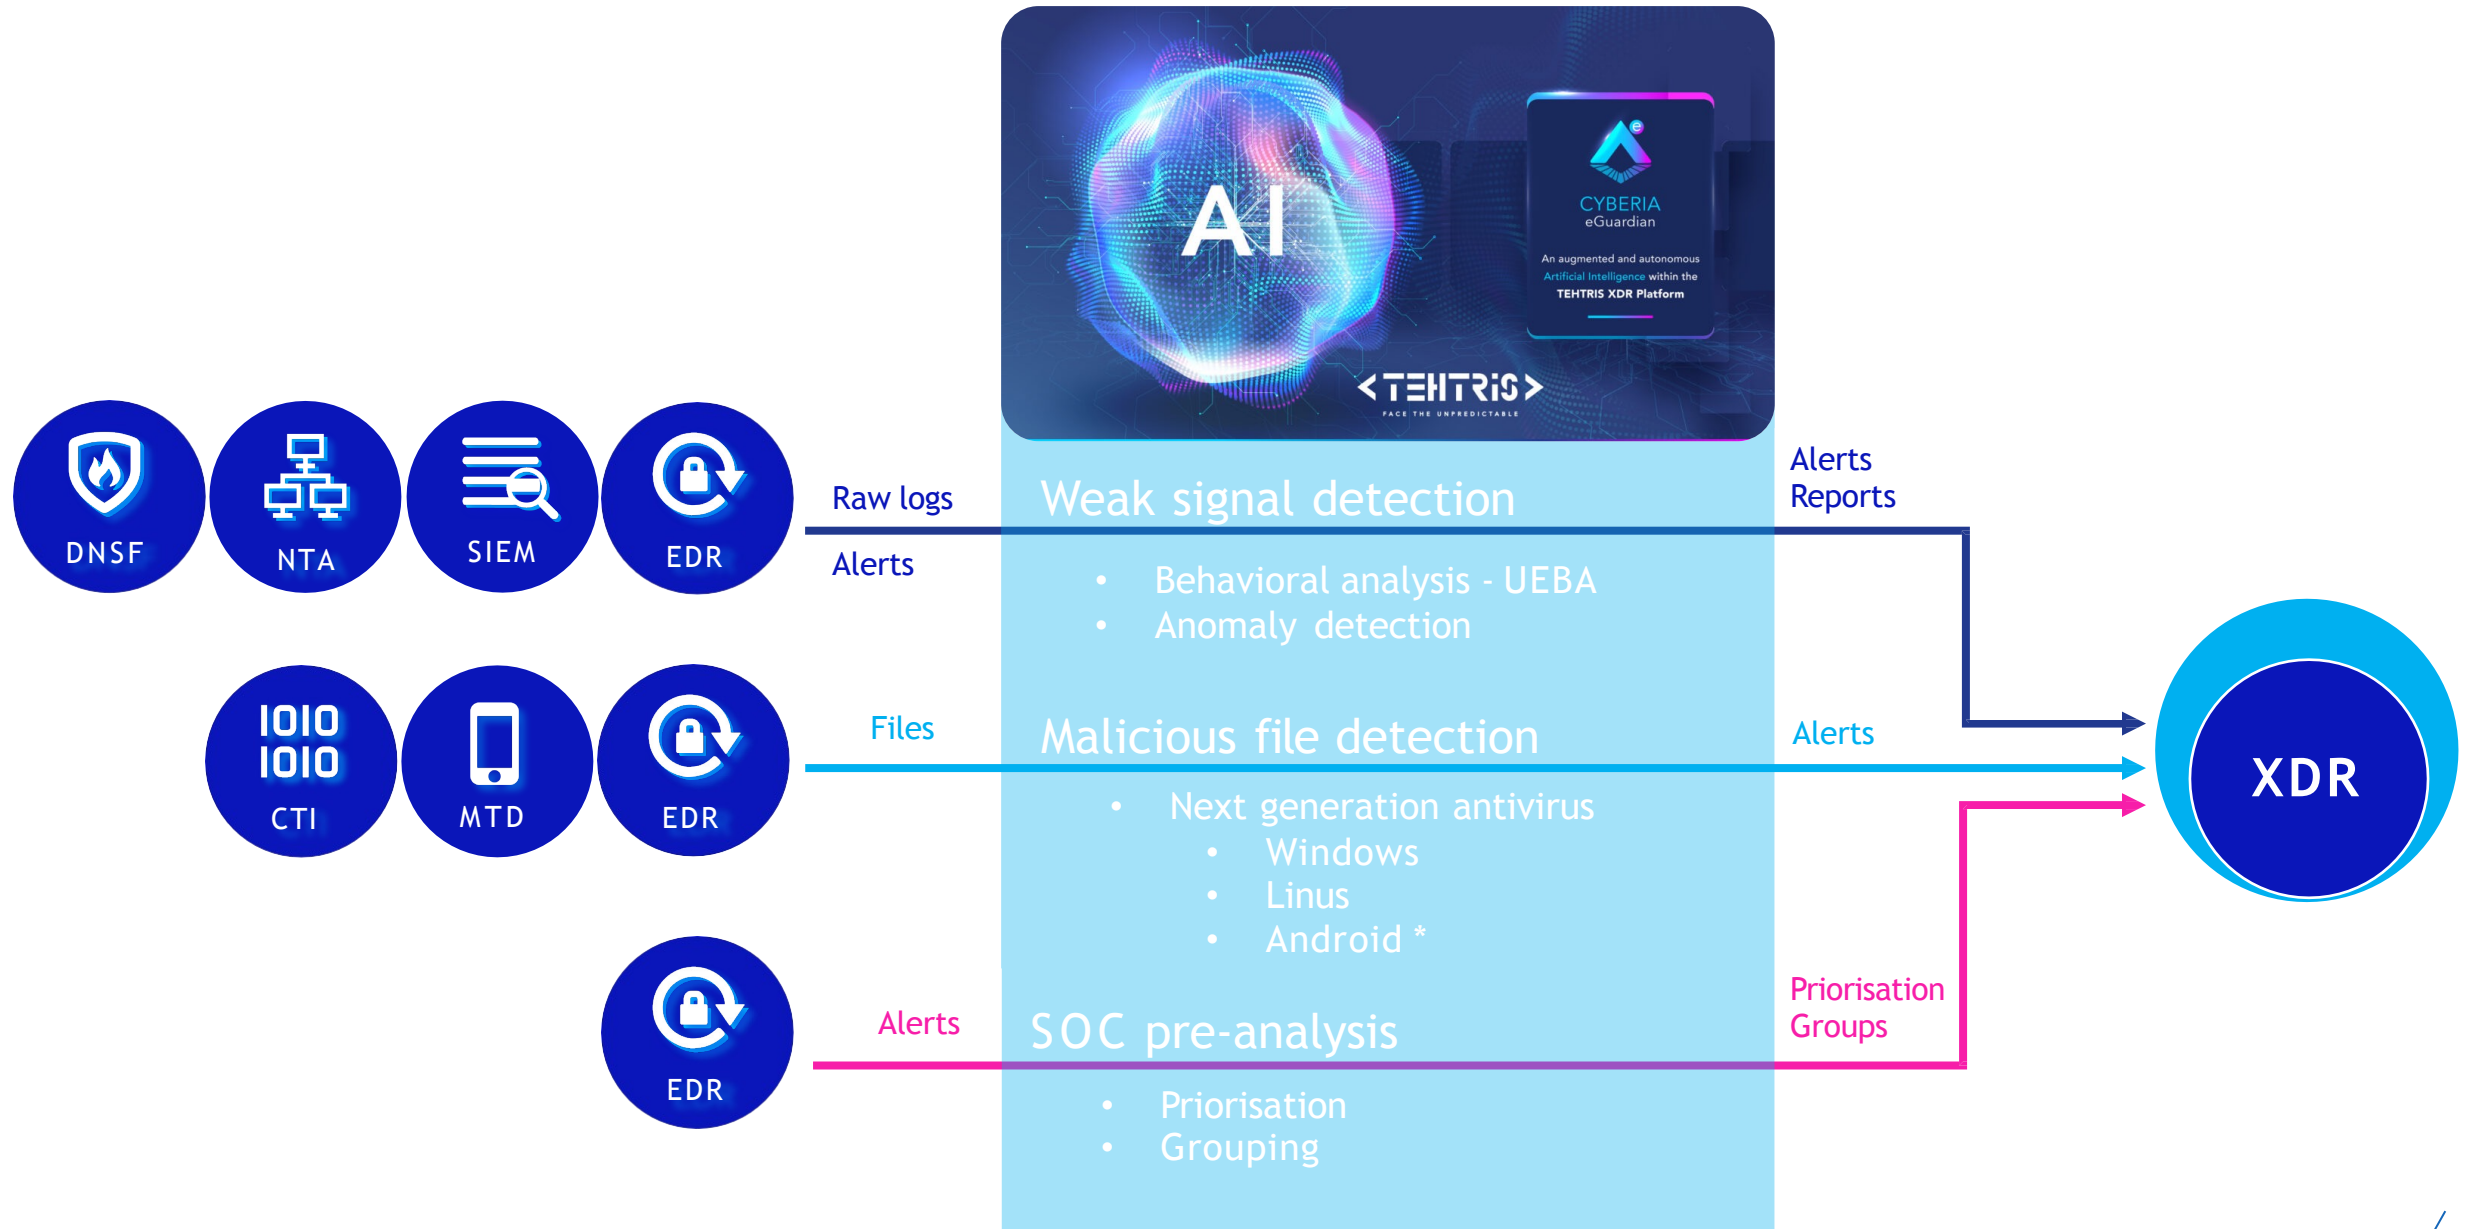 AI
e
CYBERIA
eGuardian
An augmented and autonomous
Artificial Intelligence within the
TEHTRIS XDR Platform
<TEHTRiS>
FACE THE UNPREDICTABLE
DNSF
NTA
SIEM
EDR
Raw logs
Alerts
Weak signal detection
• Behavioral analysis - UEBA
• Anomaly detection
Alerts
Reports
1010
1010
CTI
MTD
EDR
Files
Malicious file detection
• Next generation antivirus
• Windows
• Linus
• Android *
Alerts
XDR
EDR
Alerts
SOC pre-analysis
• Priorisation
• Grouping
Priorisation
Groups
/